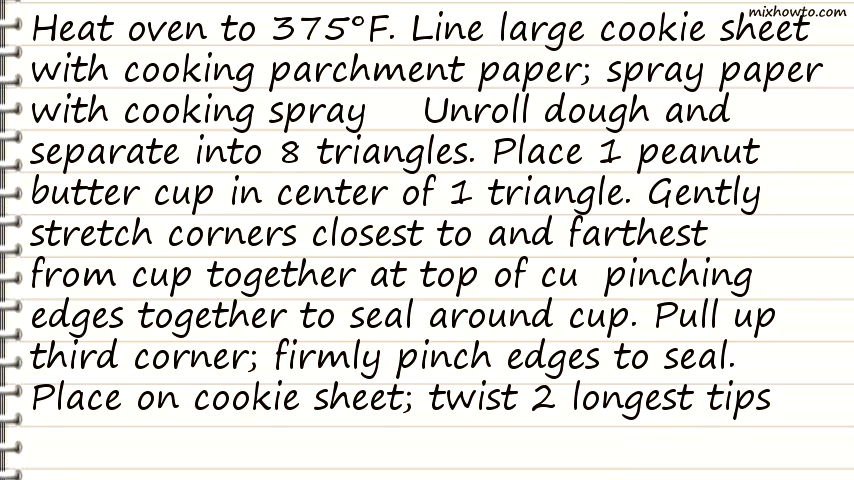 mixhowto.com
Heat oven to 375°F. Line large cookie sheet
with cooking parchment paper; spray paper
with cooking spray Unroll dough and
separate into 8 triangles. Place 1 peanut
butter cup in center of 1 triangle. Gently
stretch corners closest to and farthest
from cup together at top of cu pinching
edges together to seal around cup. Pull up
third corner; firmly pinch edges to seal.
Place on cookie sheet; twist 2 longest tips